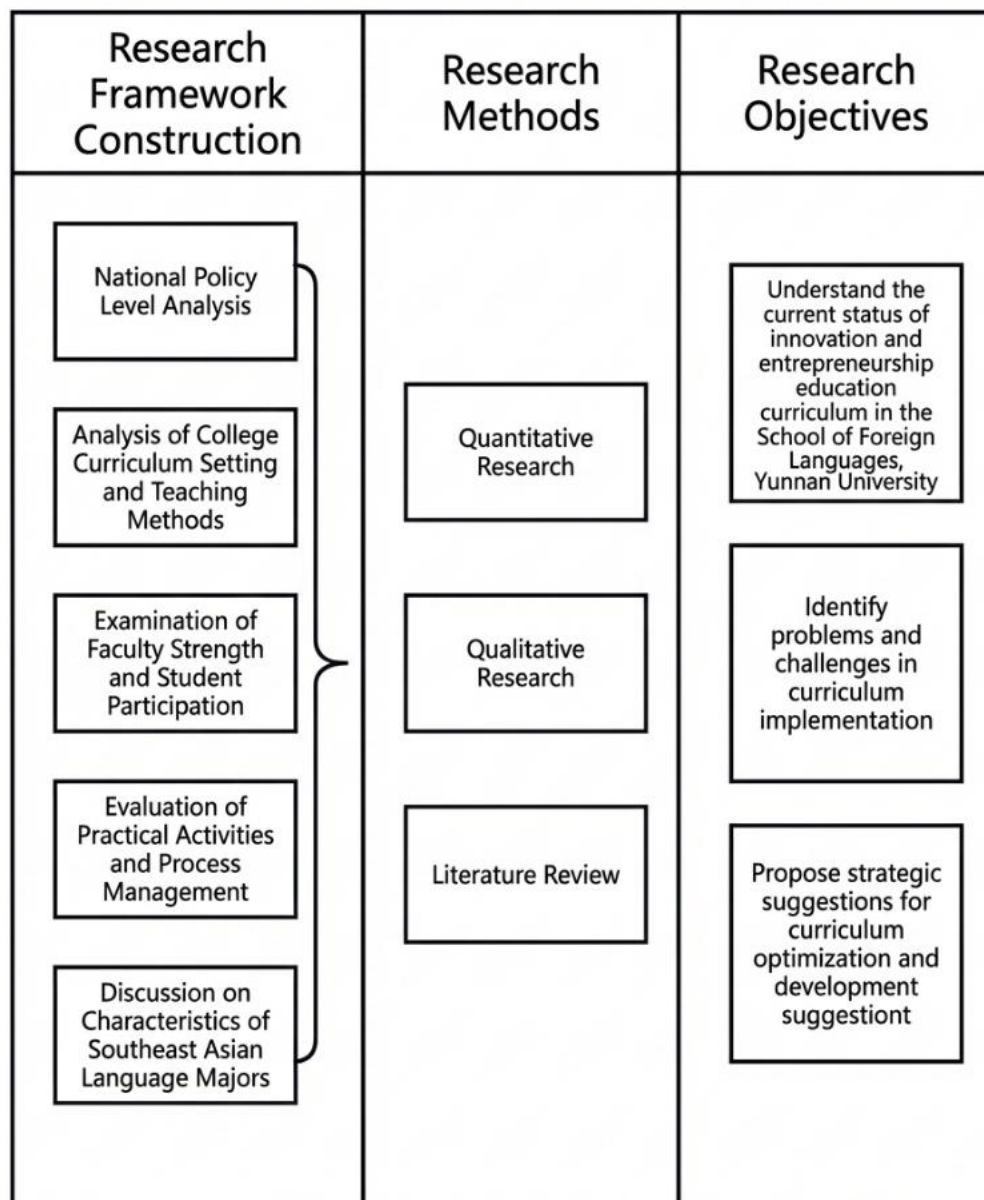 Research
Framework
Construction
Research
Methods
Research
Objectives
National Policy
Level Analysis
Analysis of College
Curriculum Setting
and Teaching
Methods
Examination of
Faculty Strength
and Student
Participation
Evaluation of
Practical Activities
and Process
Management
Discussion on
Characteristics of
Southeast Asian
Language Majors
Quantitative
Research
Qualitative
Research
Literature Review
Understand the
current status of
innovation and
entrepreneurship
education
curriculum in the
School of Foreign
Languages,
Yunnan University
Identify
problems and
challenges in
curriculum
implementation
Propose strategic
suggestions for
curriculum
optimization and
development
suggestiont